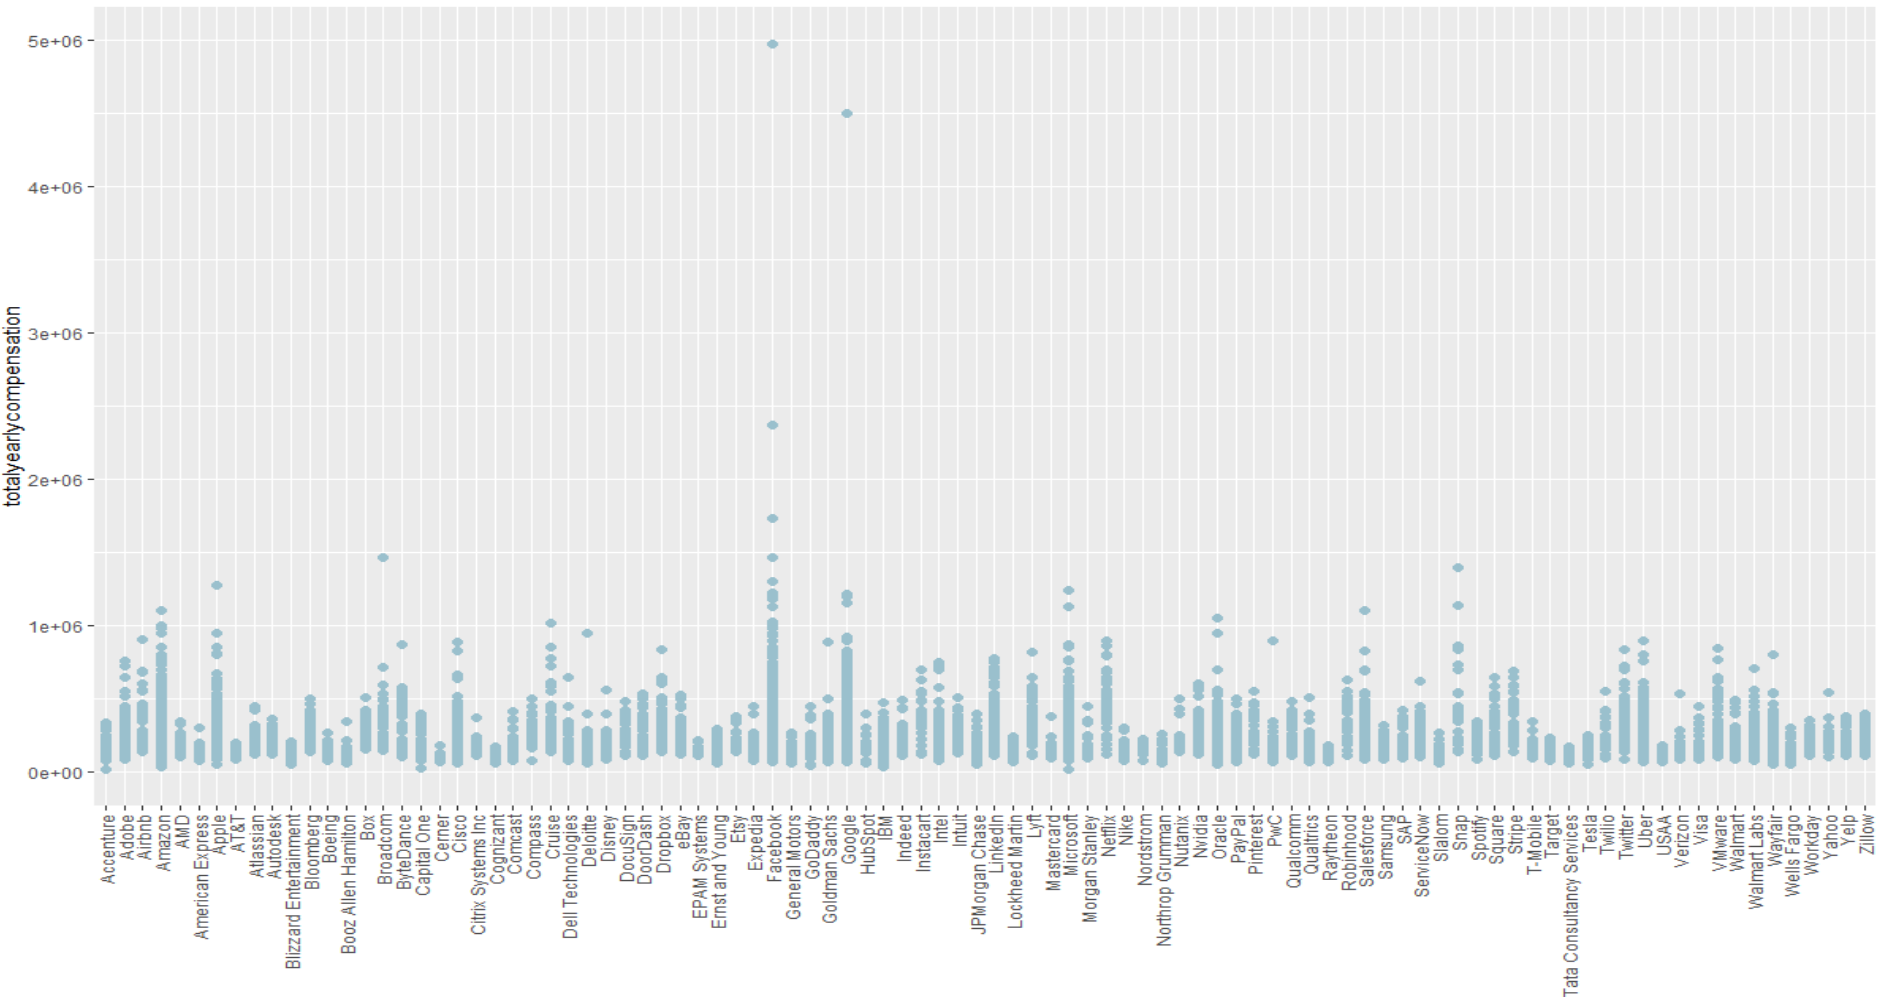 5e+06
4e+06
3e+06
2e+06
1e+06
0e+00
totalyearlycompensation
Accenture
Adobe
Airbnb
Amazon
AMD
American Express
Apple
AT&T
Atlassian
Autodesk
Blizzard Entertainment
Bloomberg
Boeing
Booz Allen Hamilton
Box
Broadcom
ByteDance
Capital One
Cerner
Cisco
Citrix Systems Inc
Cognizant
Comcast
Compass
Cruise
Dell Technologies
Deloitte
Disney
DocuSign
DoorDash
Dropbox
eBay
EPAM Systems
Ernst and Young
Etsy
Expedia
Facebook
General Motors
GoDaddy
Goldman Sachs
Google
HubSpot
IBM
Indeed
Instacart
Intel
Intuit
JPMorgan Chase
LinkedIn
Lockheed Martin
Lyft
Mastercard
Microsoft
Morgan Stanley
Netflix
Nike
Nordstrom
Northrop Grumman
Nutanix
Nvidia
Oracle
PayPal
Pinterest
PwC
Qualcomm
Qualtrics
Raytheon
Robinhood
Salesforce
Samsung
SAP
ServiceNow
Slalom
Snap
Spotify
Square
Stripe
T-Mobile
Target
Tata Consultancy Services
Tesla
Twilio
Twitter
Uber
USAA
Verizon
Visa
VMware
Walmart
Walmart Labs
Wayfair
Wells Fargo
Workday
Yahoo
Yelp
Zillow